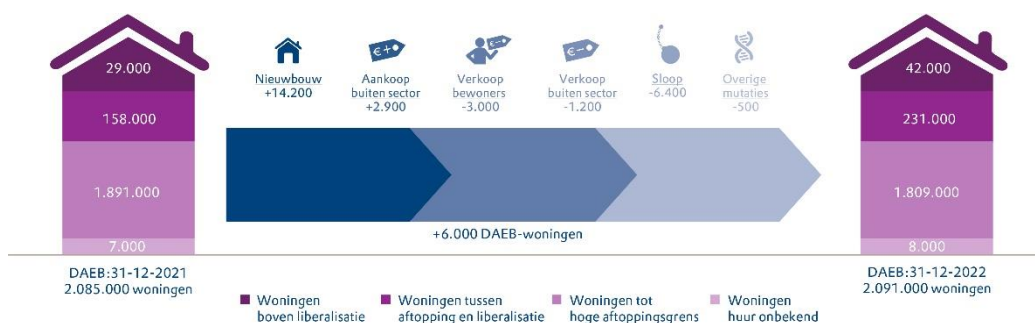 29.000
158.000
1.891.000
7.000
DAEB:31-12-2021
2.085.000 woningen
€+
€−
€−
Nieuwbouw
+14.200
Aankoop
buiten sector
+2.900
Verkoop
bewoners
-3.000
Verkoop
buiten sector
-1.200
Sloop
-6.400
Overige
mutaties
-500
+6.000 DAEB-woningen
42.000
231.000
1.809.000
8.000
DAEB:31-12-2022
2.091.000 woningen
Woningen
boven liberalisatie
Woningen tussen
aftopping en liberalisatie
Woningen tot
hoge aftoppingsgrens
Woningen
huur onbekend